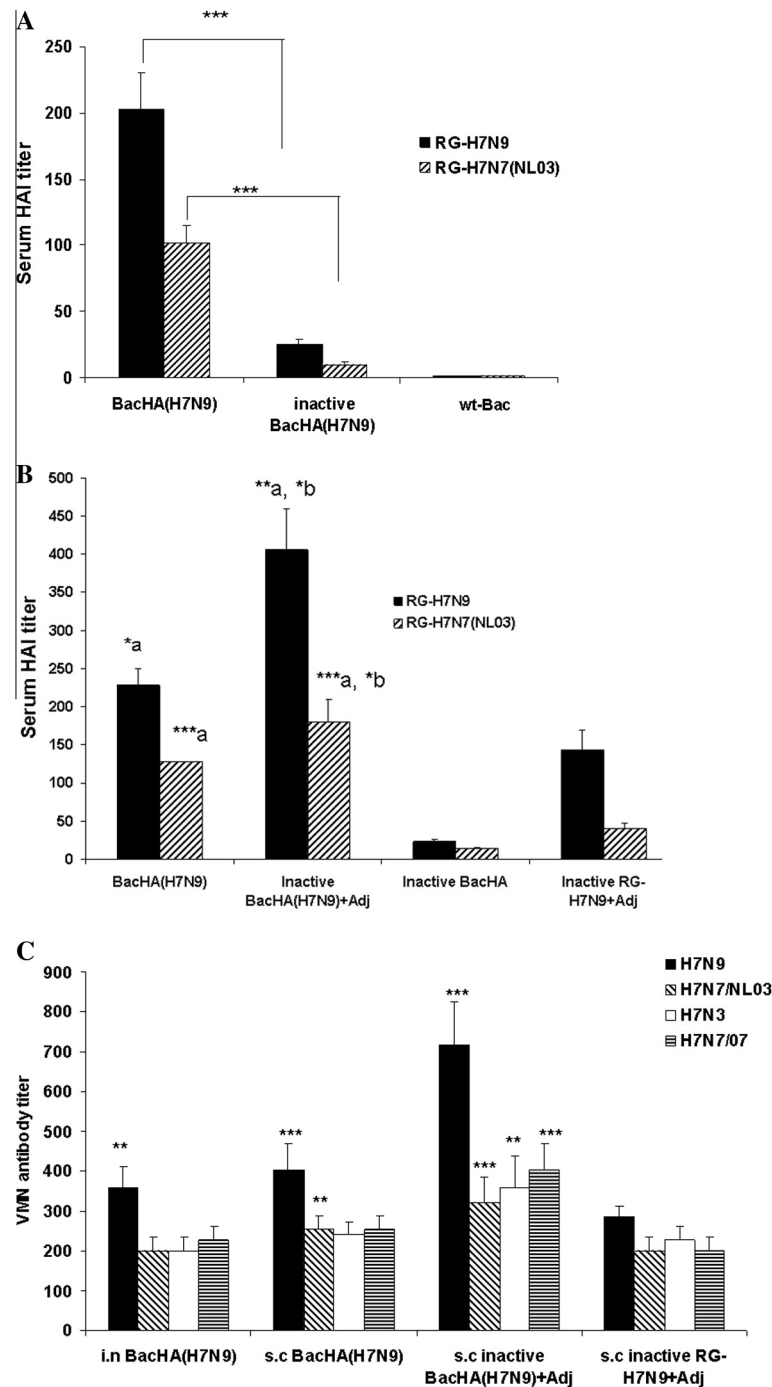 A
***
250
200
150
100
50
0
Serum HAI titer
RG-H7N9
RG-H7N7(NL03)
***
BacHA(H7N9)
inactive
BacHA(H7N9)
wt-Bac
B
500
450
400
350
300
250
200
150
100
50
0
Serum HAI titer
**a, *b
RG-H7N9
RG-H7N7(NL03)
*a
***a, *b
***a
BacHA(H7N9)
Inactive
BacHA(H7N9)+Adj
Inactive BacHA
Inactive RG-
H7N9+Adj
C
900
800
700
600
500
400
300
200
100
0
VMN antibody titer
H7N9
H7N7/NL03
H7N3
H7N7/07
**
***
**
***
***
**
***
i.n BacHA(H7N9)
s.c BacHA(H7N9)
s.c inactive
BacHA(H7N9)+Adj
s.c inactive RG-
H7N9+Adj